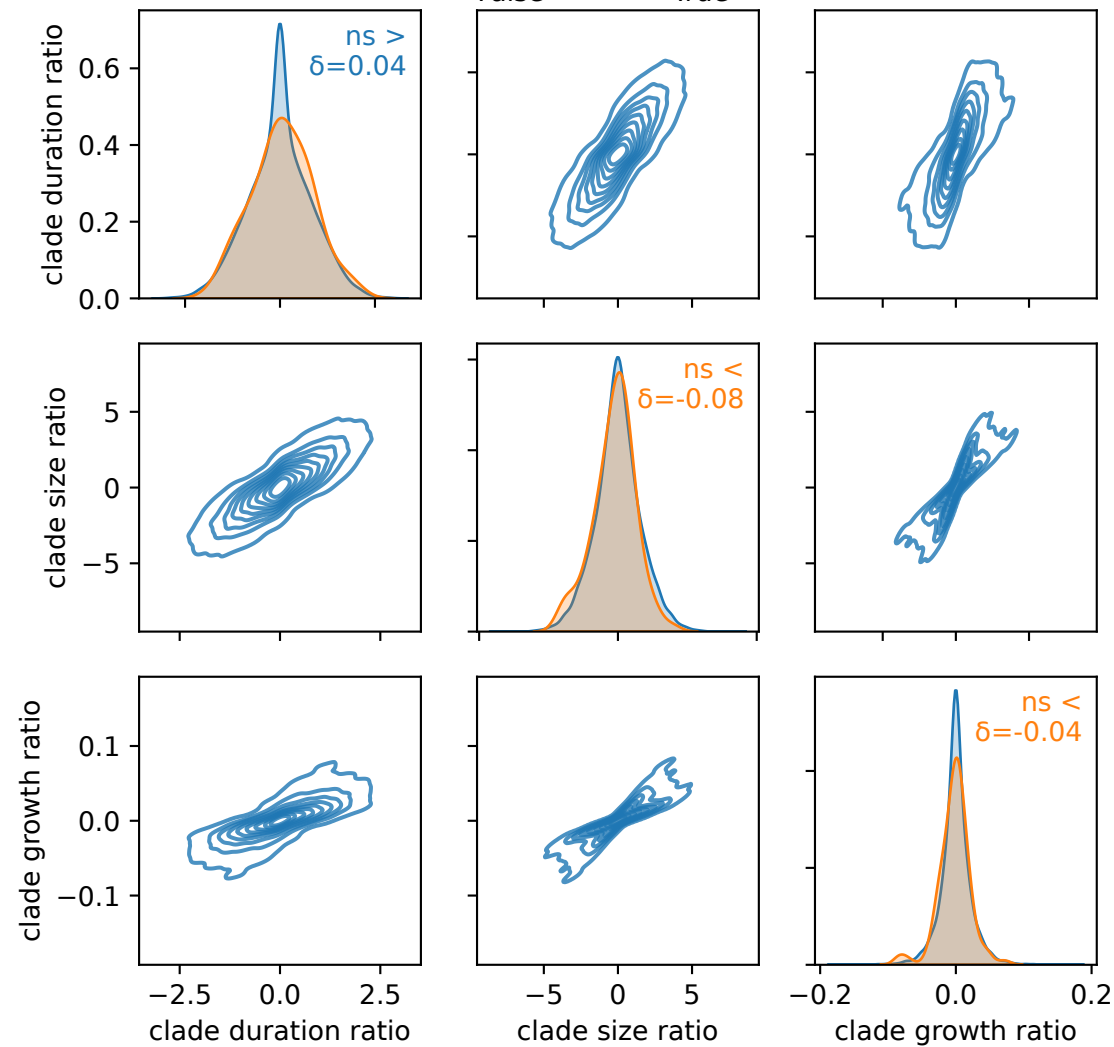 clade duration ratio
0.6
0.4
0.2
0.0
ns >
δ=0.04
clade size ratio
5
0
−5
ns <
δ=-0.08
clade growth ratio
0.1
0.0
−0.1
ns <
δ=-0.04
−2.5 0.0 2.5
−5 0 5
−0.2 0.0 0.2
clade duration ratio
clade size ratio
clade growth ratio